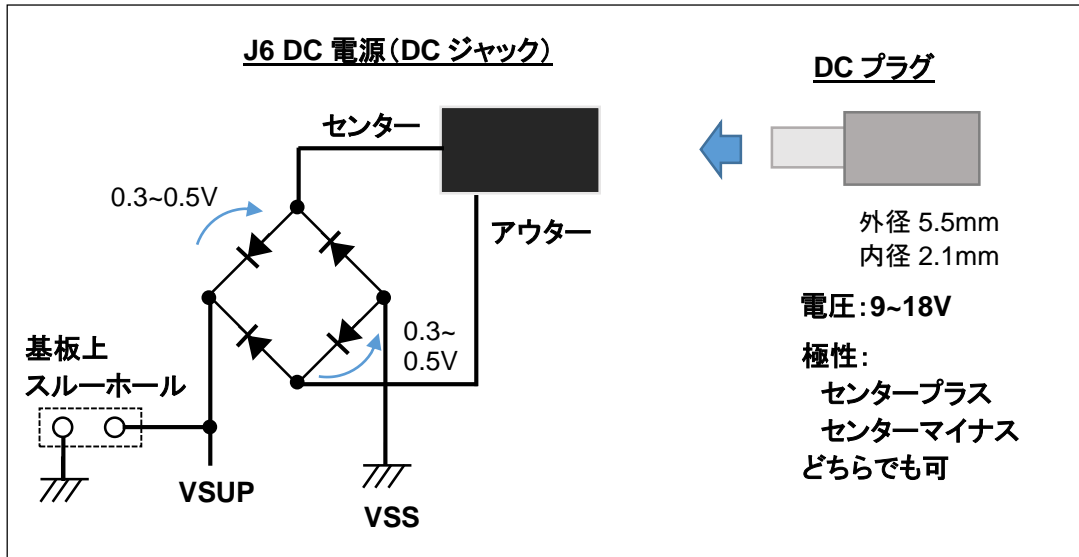 J6 DC 電源(DC ジャック)
センター
0.3~0.5V
アウター
0.3~
0.5V
基板上
スルーホール
VSUP
VSS
DC プラグ
外径 5.5mm
内径 2.1mm
電圧:9~18V
極性:
センタープラス
センターマイナス
どちらでも可